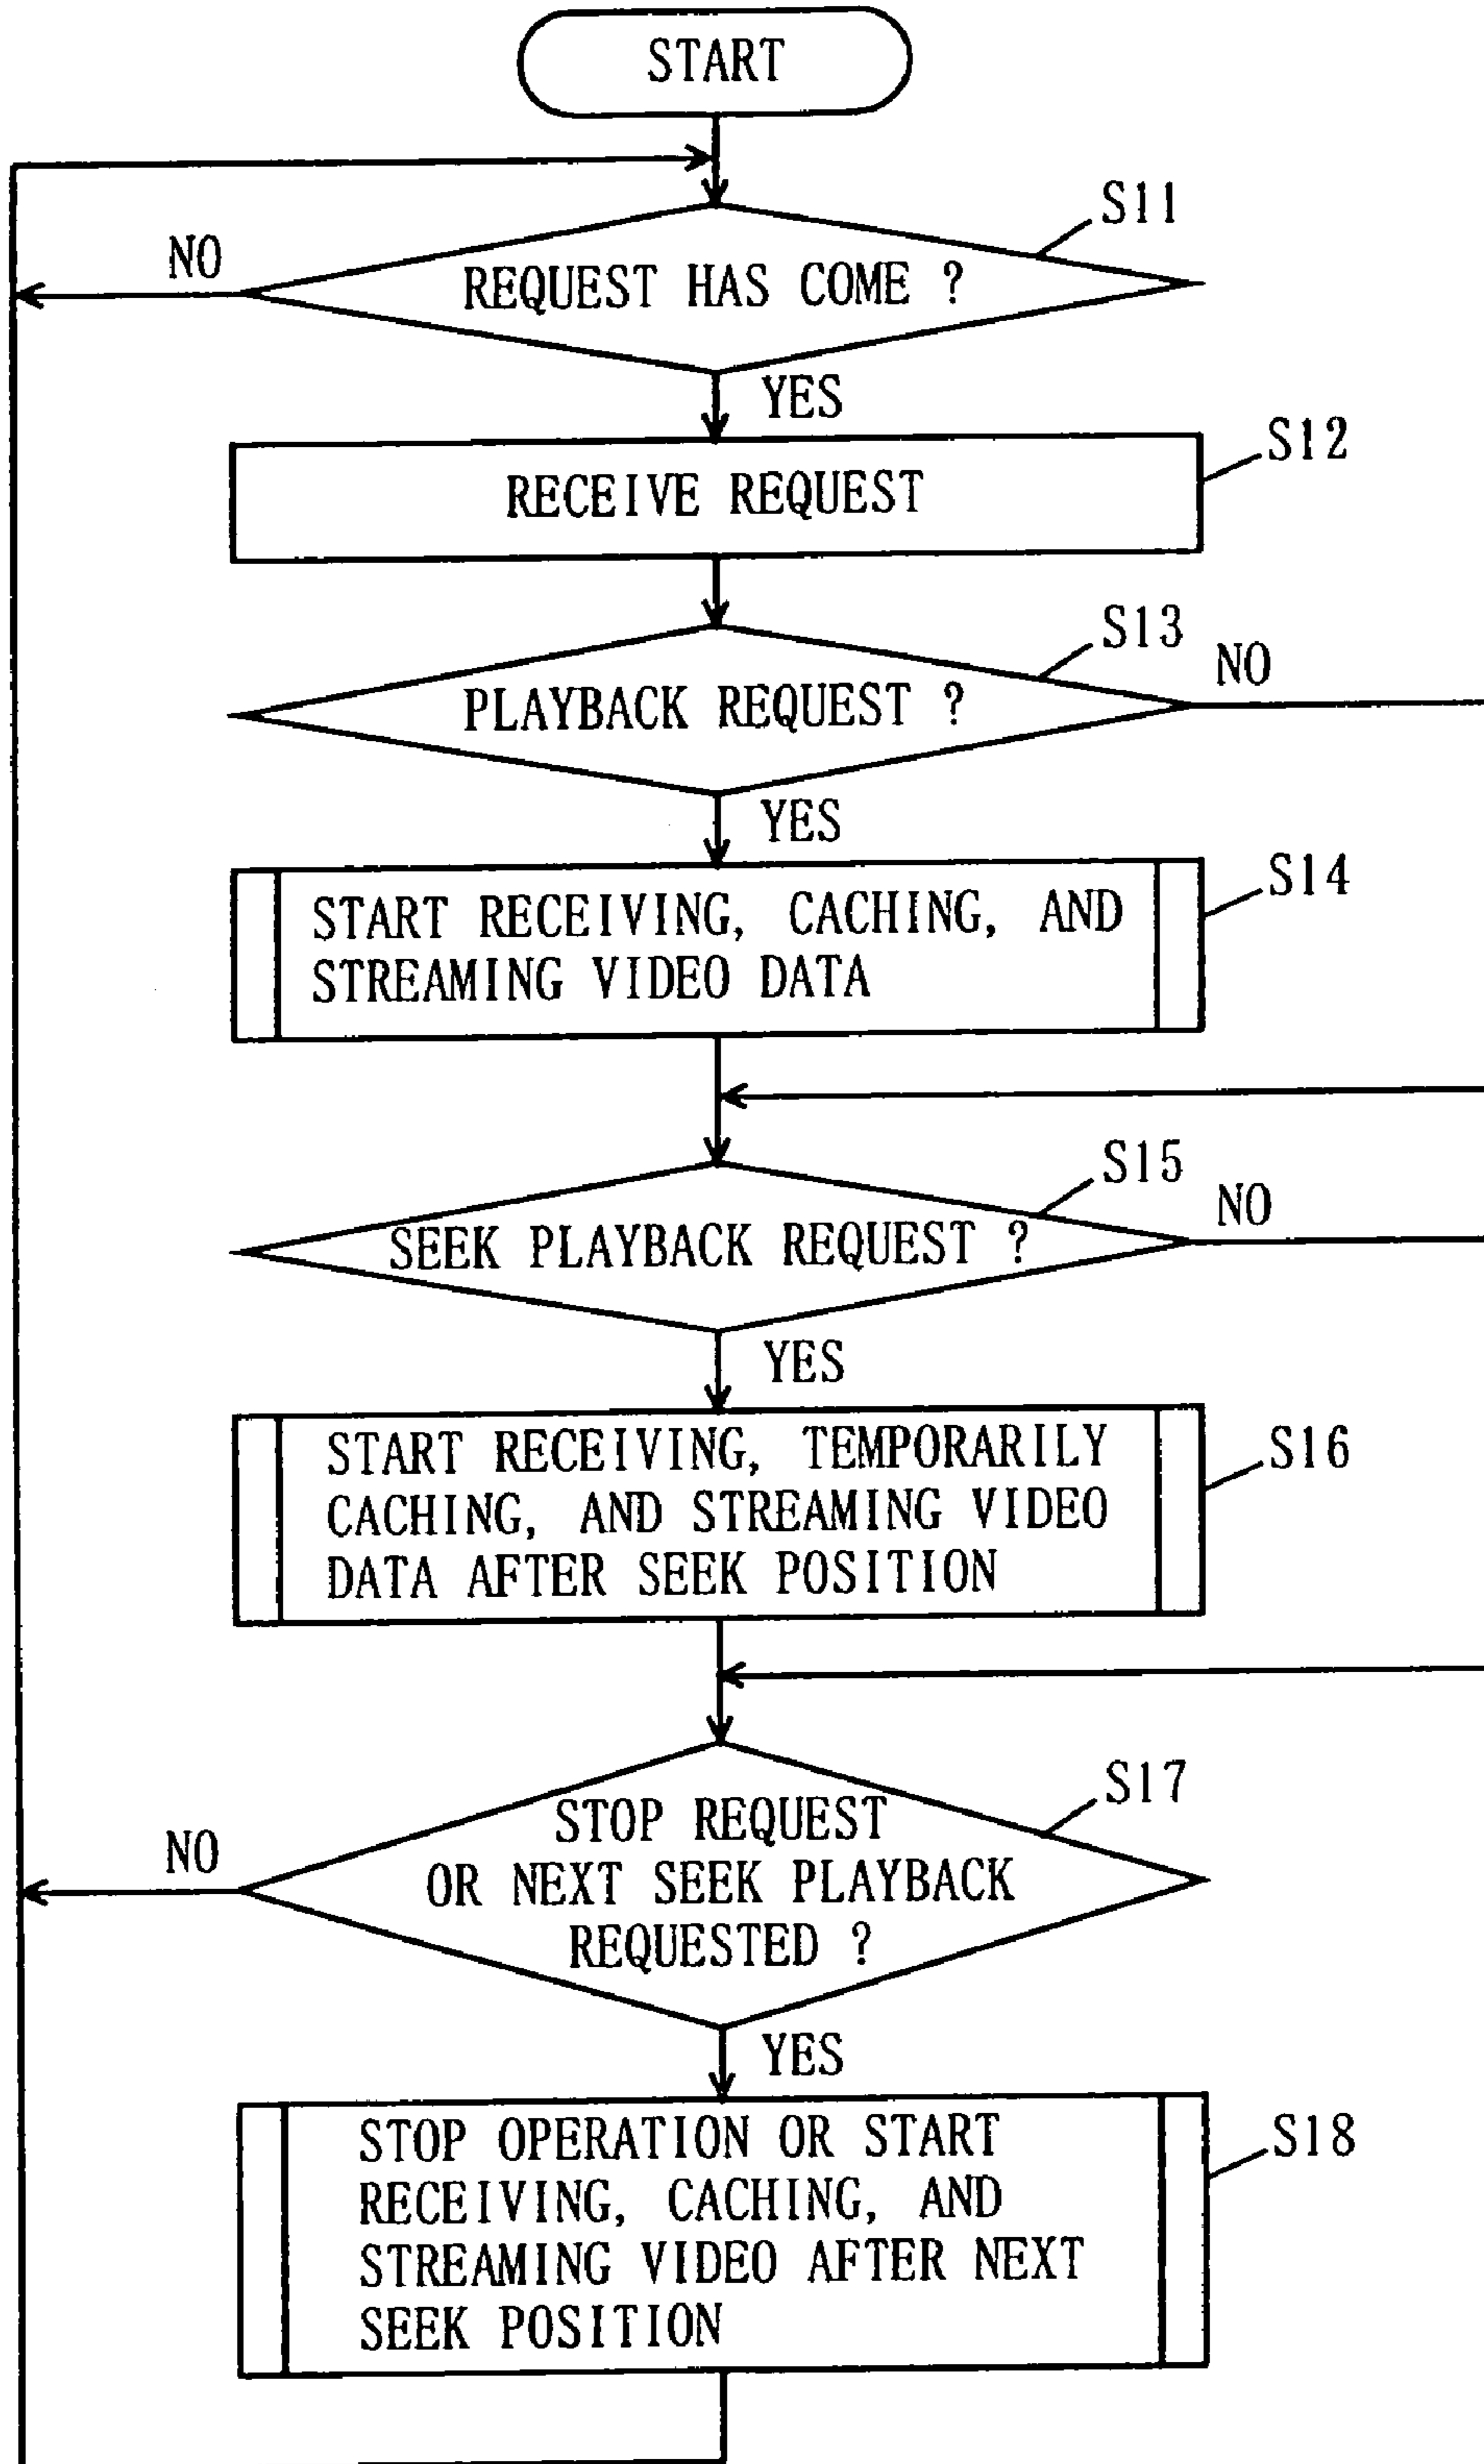 START
S11
NO
REQUEST HAS COME ?
YES
S12
RECEIVE REQUEST
S13
NO
PLAYBACK REQUEST ?
YES
S14
START RECEIVING, CACHING, AND
STREAMING VIDEO DATA
S15
NO
SEEK PLAYBACK REQUEST ?
YES
S16
START RECEIVING, TEMPORARILY
CACHING, AND STREAMING VIDEO
DATA AFTER SEEK POSITION
S17
NO
STOP REQUEST
OR NEXT SEEK PLAYBACK
REQUESTED ?
YES
S18
STOP OPERATION OR START
RECEIVING, CACHING, AND
STREAMING VIDEO AFTER NEXT
SEEK POSITION